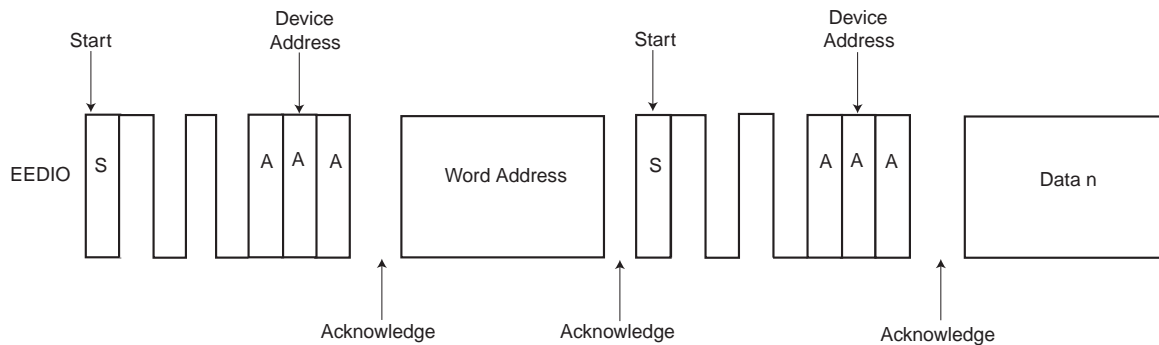 Device
Address
Device
Address
Start
Start
S
A
A
A
S
A
A
A
EEDIO
Word Address
Data n
Acknowledge
Acknowledge
Acknowledge